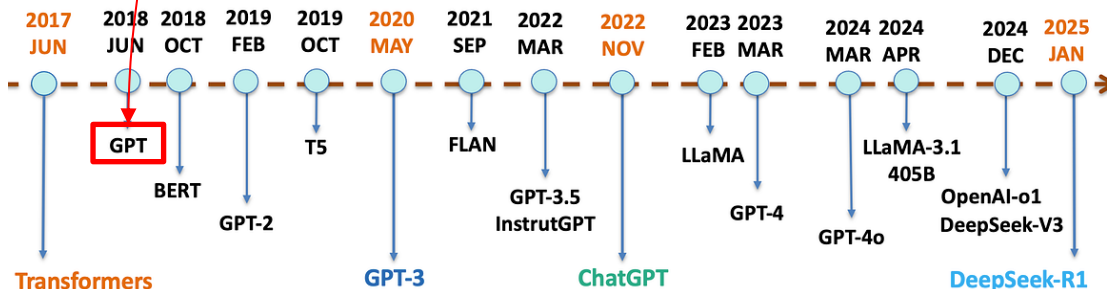 2017 2018 2018 2019 2019 2020 2021 2022 2022 2023 2023 2024 2024 2024 2025
JUN JUN OCT FEB OCT MAY SEP MAR NOV FEB MAR MAR APR DEC JAN
GPT T5 FLAN LLaMA LLaMA-3.1
405B
BERT GPT-3.5 OpenAI-o1
GPT-2 InstrutGPT GPT-4 GPT-4o DeepSeek-V3
Transformers GPT-3 ChatGPT DeepSeek-R1